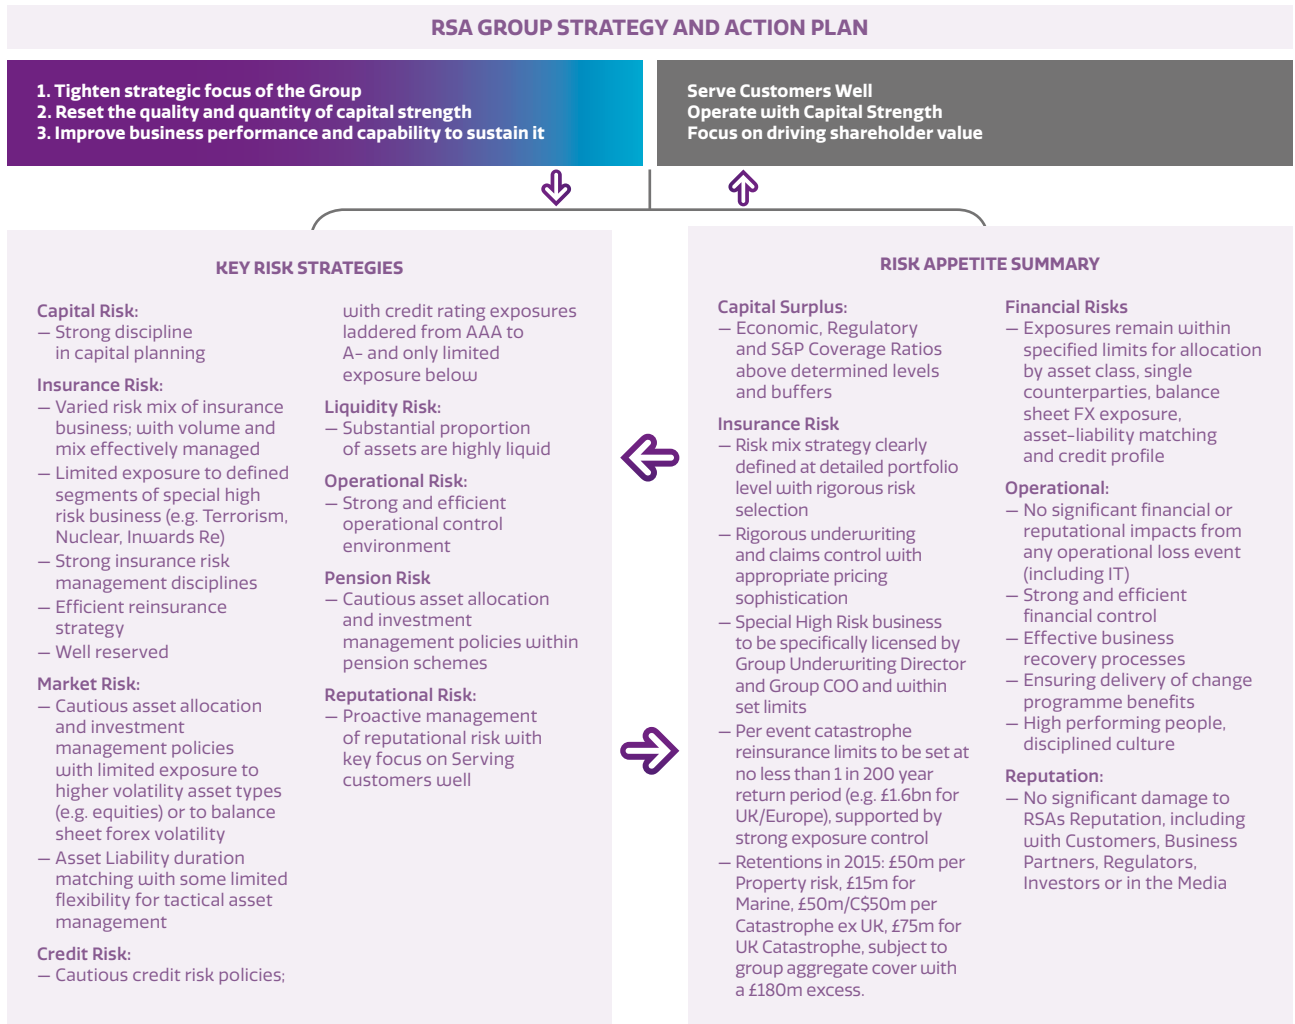 RSA GROUP STRATEGY AND ACTION PLAN
1. Tighten strategic focus of the Group
2. Reset the quality and quantity of capital strength
3. Improve business performance and capability to sustain it
Serve Customers Well
Operate with Capital Strength
Focus on driving shareholder value
KEY RISK STRATEGIES
Capital Risk:
– Strong discipline
in capital planning
Insurance Risk:
– Varied risk mix of insurance
business; with volume and
mix effectively managed
– Limited exposure to defined
segments of special high
risk business (e.g. Terrorism,
Nuclear, Inwards Re)
– Strong insurance risk
management disciplines
– Efficient reinsurance
strategy
– Well reserved
Market Risk:
– Cautious asset allocation
and investment
management policies
with limited exposure to
higher volatility asset types
(e.g. equities) or to balance
sheet forex volatility
– Asset Liability duration
matching with some limited
flexibility for tactical asset
management
Credit Risk:
– Cautious credit risk policies;
with credit rating exposures
laddered from AAA to
A- and only limited
exposure below
Liquidity Risk:
– Substantial proportion
of assets are highly liquid
Operational Risk:
– Strong and efficient
operational control
environment
Pension Risk
– Cautious asset allocation
and investment
management policies within
pension schemes
Reputational Risk:
– Proactive management
of reputational risk with
key focus on Serving
customers well
RISK APPETITE SUMMARY
Capital Surplus:
– Economic, Regulatory
and S&P Coverage Ratios
above determined levels
and buffers
Insurance Risk
– Risk mix strategy clearly
defined at detailed portfolio
level with rigorous risk
selection
– Rigorous underwriting
and claims control with
appropriate pricing
sophistication
– Special High Risk business
to be specifically licensed by
Group Underwriting Director
and Group COO and within
set limits
– Per event catastrophe
reinsurance limits to be set at
no less than 1 in 200 year
return period (e.g. £1.6bn for
UK/Europe), supported by
strong exposure control
– Retentions in 2015: £50m per
Property risk, £15m for
Marine, £50m/C$50m per
Catastrophe ex UK, £75m for
UK Catastrophe, subject to
group aggregate cover with
a £180m excess.
Financial Risks
– Exposures remain within
specified limits for allocation
by asset class, single
counterparties, balance
sheet FX exposure,
asset-liability matching
and credit profile
Operational:
– No significant financial or
reputational impacts from
any operational loss event
(including IT)
– Strong and efficient
financial control
– Effective business
recovery processes
– Ensuring delivery of change
programme benefits
– High performing people,
disciplined culture
Reputation:
– No significant damage to
RSAs Reputation, including
with Customers, Business
Partners, Regulators,
Investors or in the Media